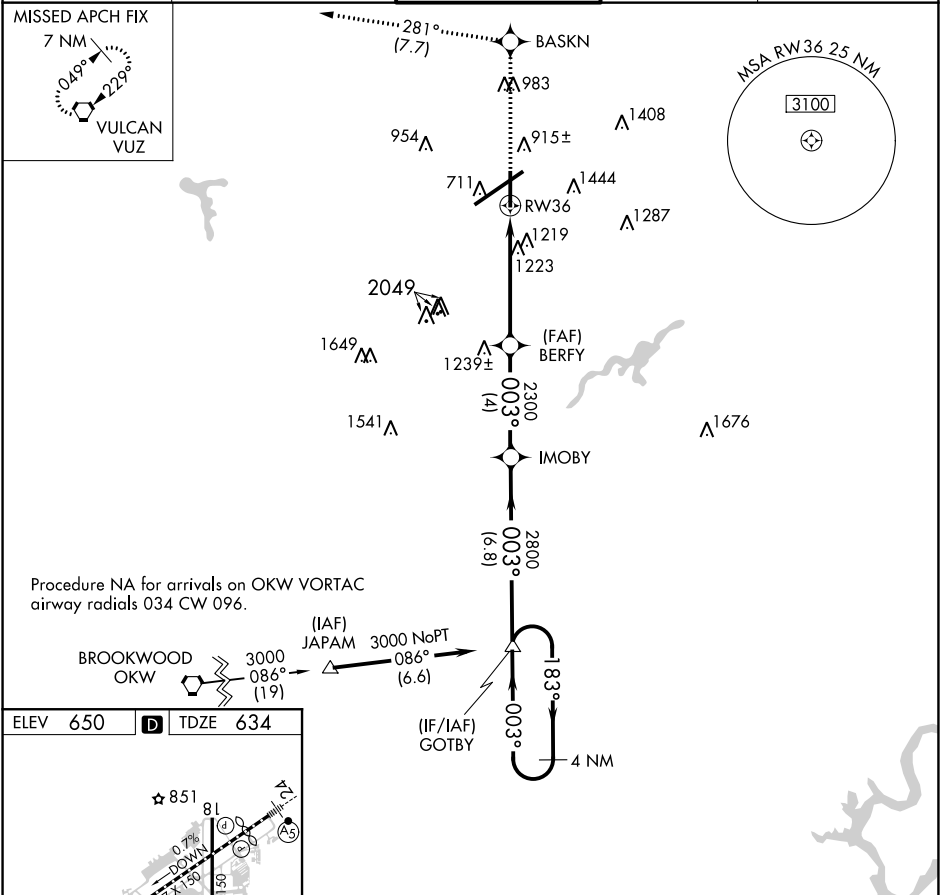 MISSED APCH FIX
7 NM
049°
229°
VULCAN
VUZ
281°
(7.7)
BASKN
983
MSA RW36 25 NM
3100
1408
954
915±
711
1444
RW36
1287
1219
1223
2049
(FAF)
BERFY
1649
1239±
2300
003°
(4)
1541
1676
IMOBY
2800
003°
(6.8)
Procedure NA for arrivals on OKW VORTAC
airway radials 034 CW 096.
(IAF)
JAPAM
3000 NoPT
086°
(6.6)
BROOKWOOD
OKW
3000
086°
(19)
183°
003°
(IF/IAF)
GOTBY
4 NM
ELEV 650
D
TDZE 634
851
18
24
P
P
A5
0.7%
DOWN
X 150
150